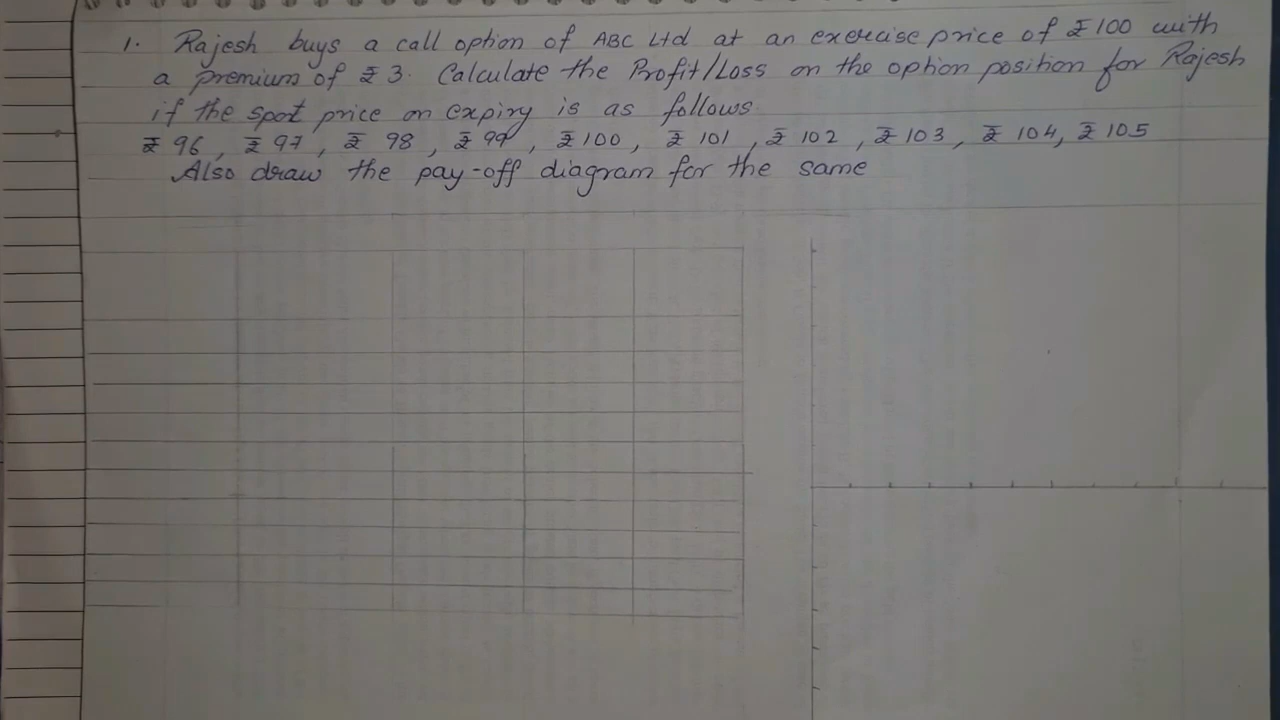 1. Rajesh buys a call option of ABC Ltd at an exercise price of ₹100 with
a premium of ₹3. Calculate the Profit/Loss on the option position for Rajesh
if the spot price on expiry is as follows.
₹96, ₹97, ₹98, ₹99, ₹100, ₹101, ₹102, ₹103, ₹104, ₹105
Also draw the pay-off diagram for the same